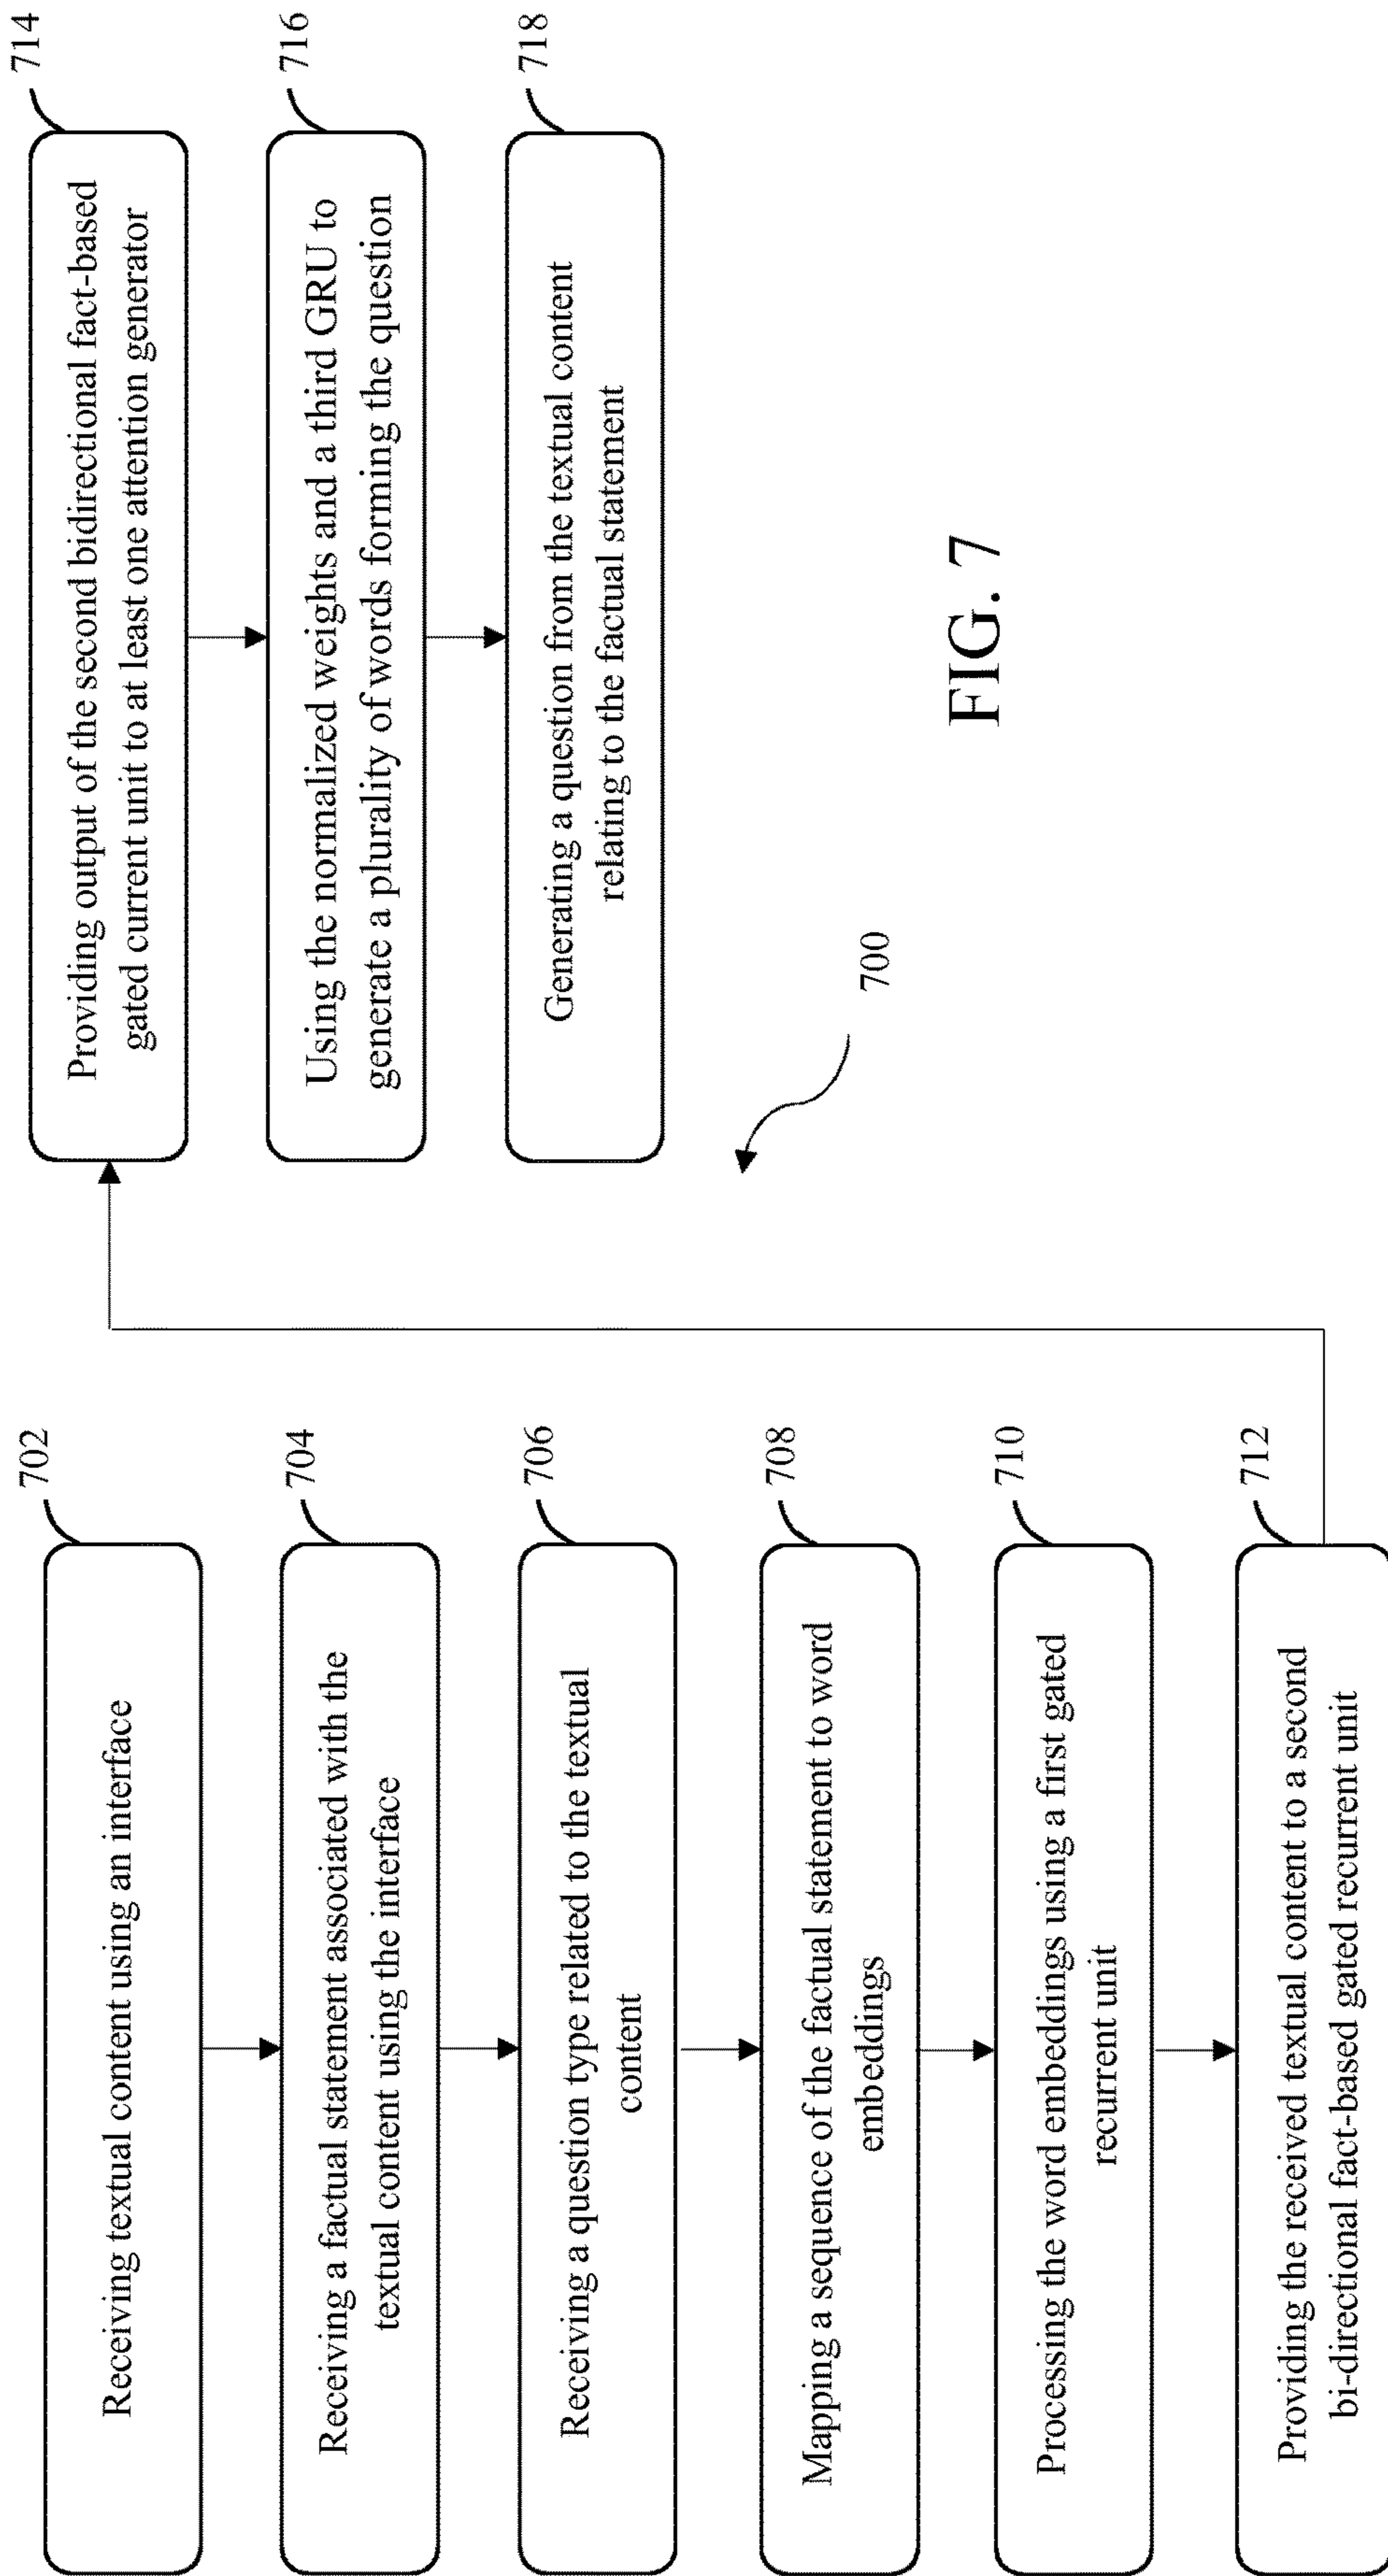 702
Receiving textual content using an interface
704
Receiving a factual statement associated with the
textual content using the interface
706
Receiving a question type related to the textual
content
708
Mapping a sequence of the factual statement to word
embeddings
710
Processing the word embeddings using a first gated
recurrent unit
712
Providing the received textual content to a second
bi-directional fact-based gated recurrent unit
714
Providing output of the second bidirectional fact-based
gated current unit to at least one attention generator
716
Using the normalized weights and a third GRU to
generate a plurality of words forming the question
718
Generating a question from the textual content
relating to the factual statement
700
FIG. 7